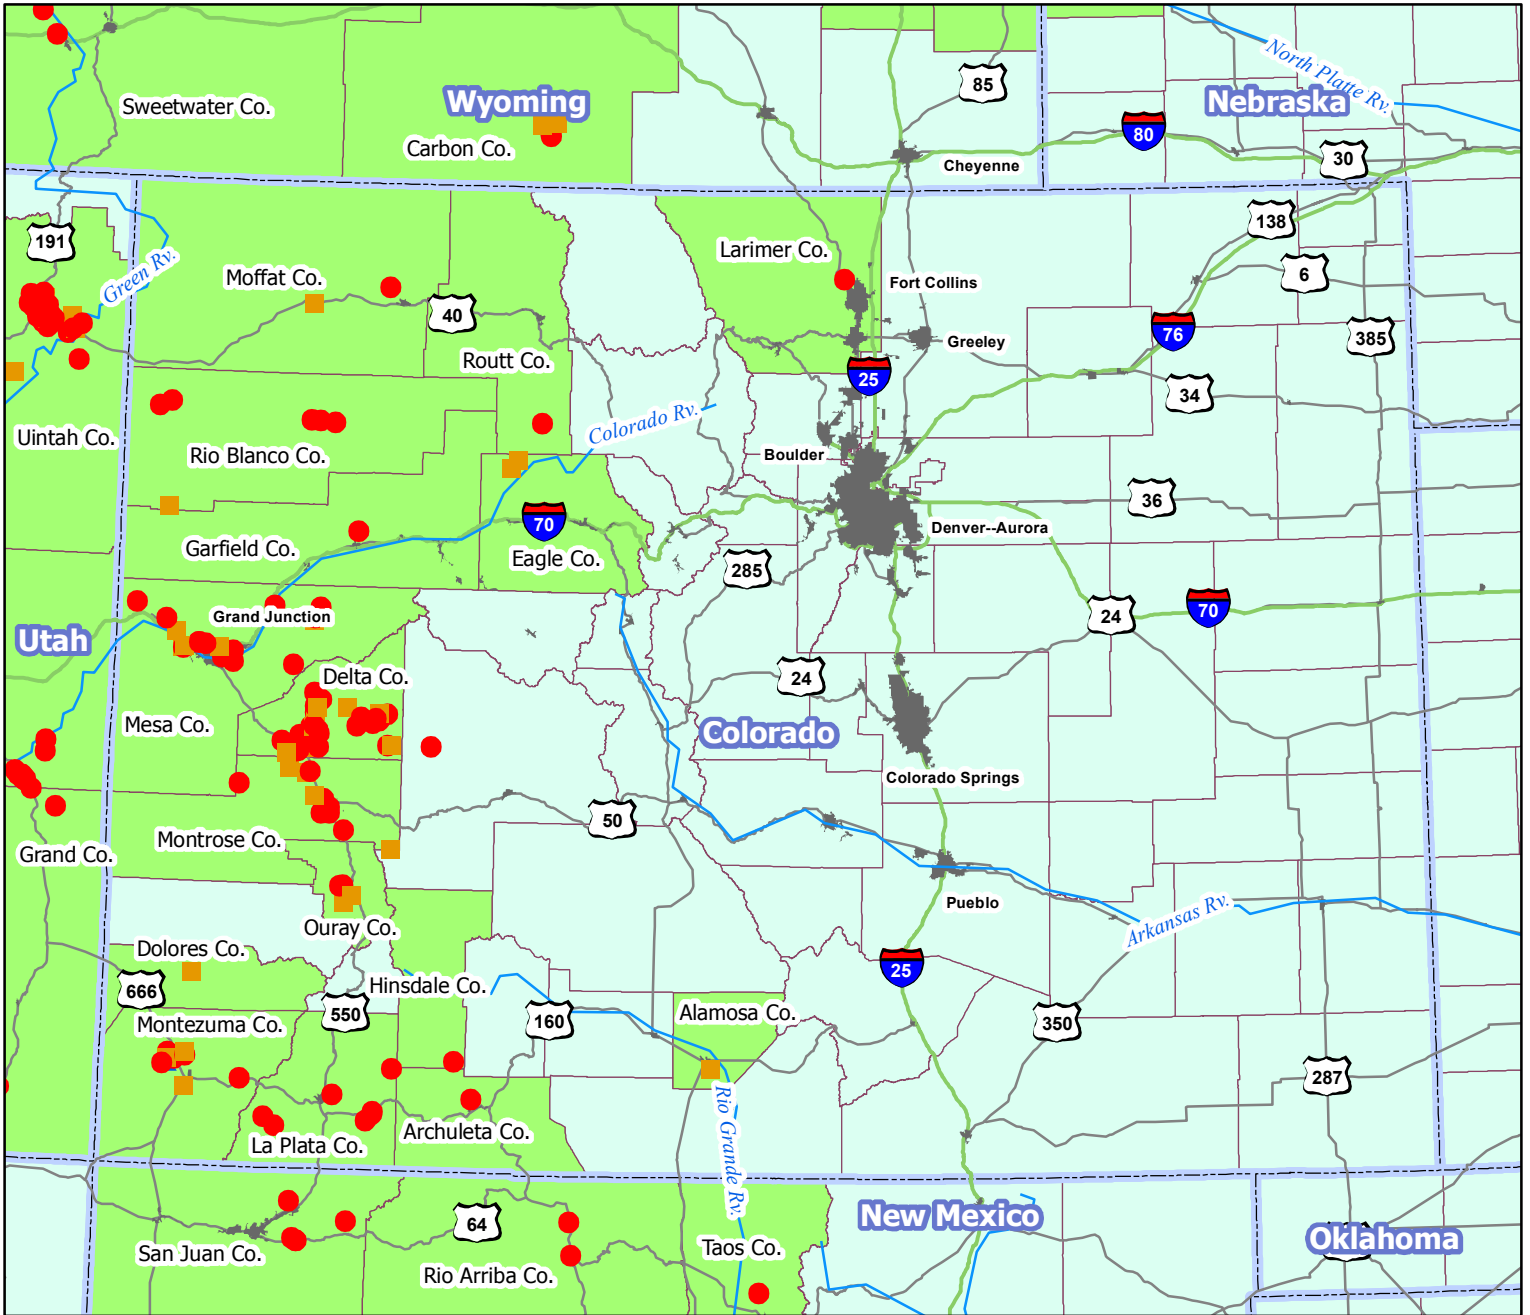 85
North Platte Rv.
Wyoming
Nebraska
Sweetwater Co.
80
Carbon Co.
30
Cheyenne
138
191
Larimer Co.
Green Rv.
Moffat Co.
6
Fort Collins
40
76
385
Greeley
Routt Co.
25
34
Colorado Rv.
Uintah Co.
Rio Blanco Co.
Boulder
36
70
Denver--Aurora
Garfield Co.
Eagle Co.
285
70
Grand Junction
24
Utah
Delta Co.
24
Mesa Co.
Colorado
Colorado Springs
50
Montrose Co.
Grand Co.
Pueblo
Arkansas Rv.
Ouray Co.
Dolores Co.
25
Hinsdale Co.
666
550
Alamosa Co.
160
350
Montezuma Co.
287
Rio Grande Rv.
Archuleta Co.
La Plata Co.
New Mexico
64
Oklahoma
San Juan Co.
Taos Co.
Rio Arriba Co.